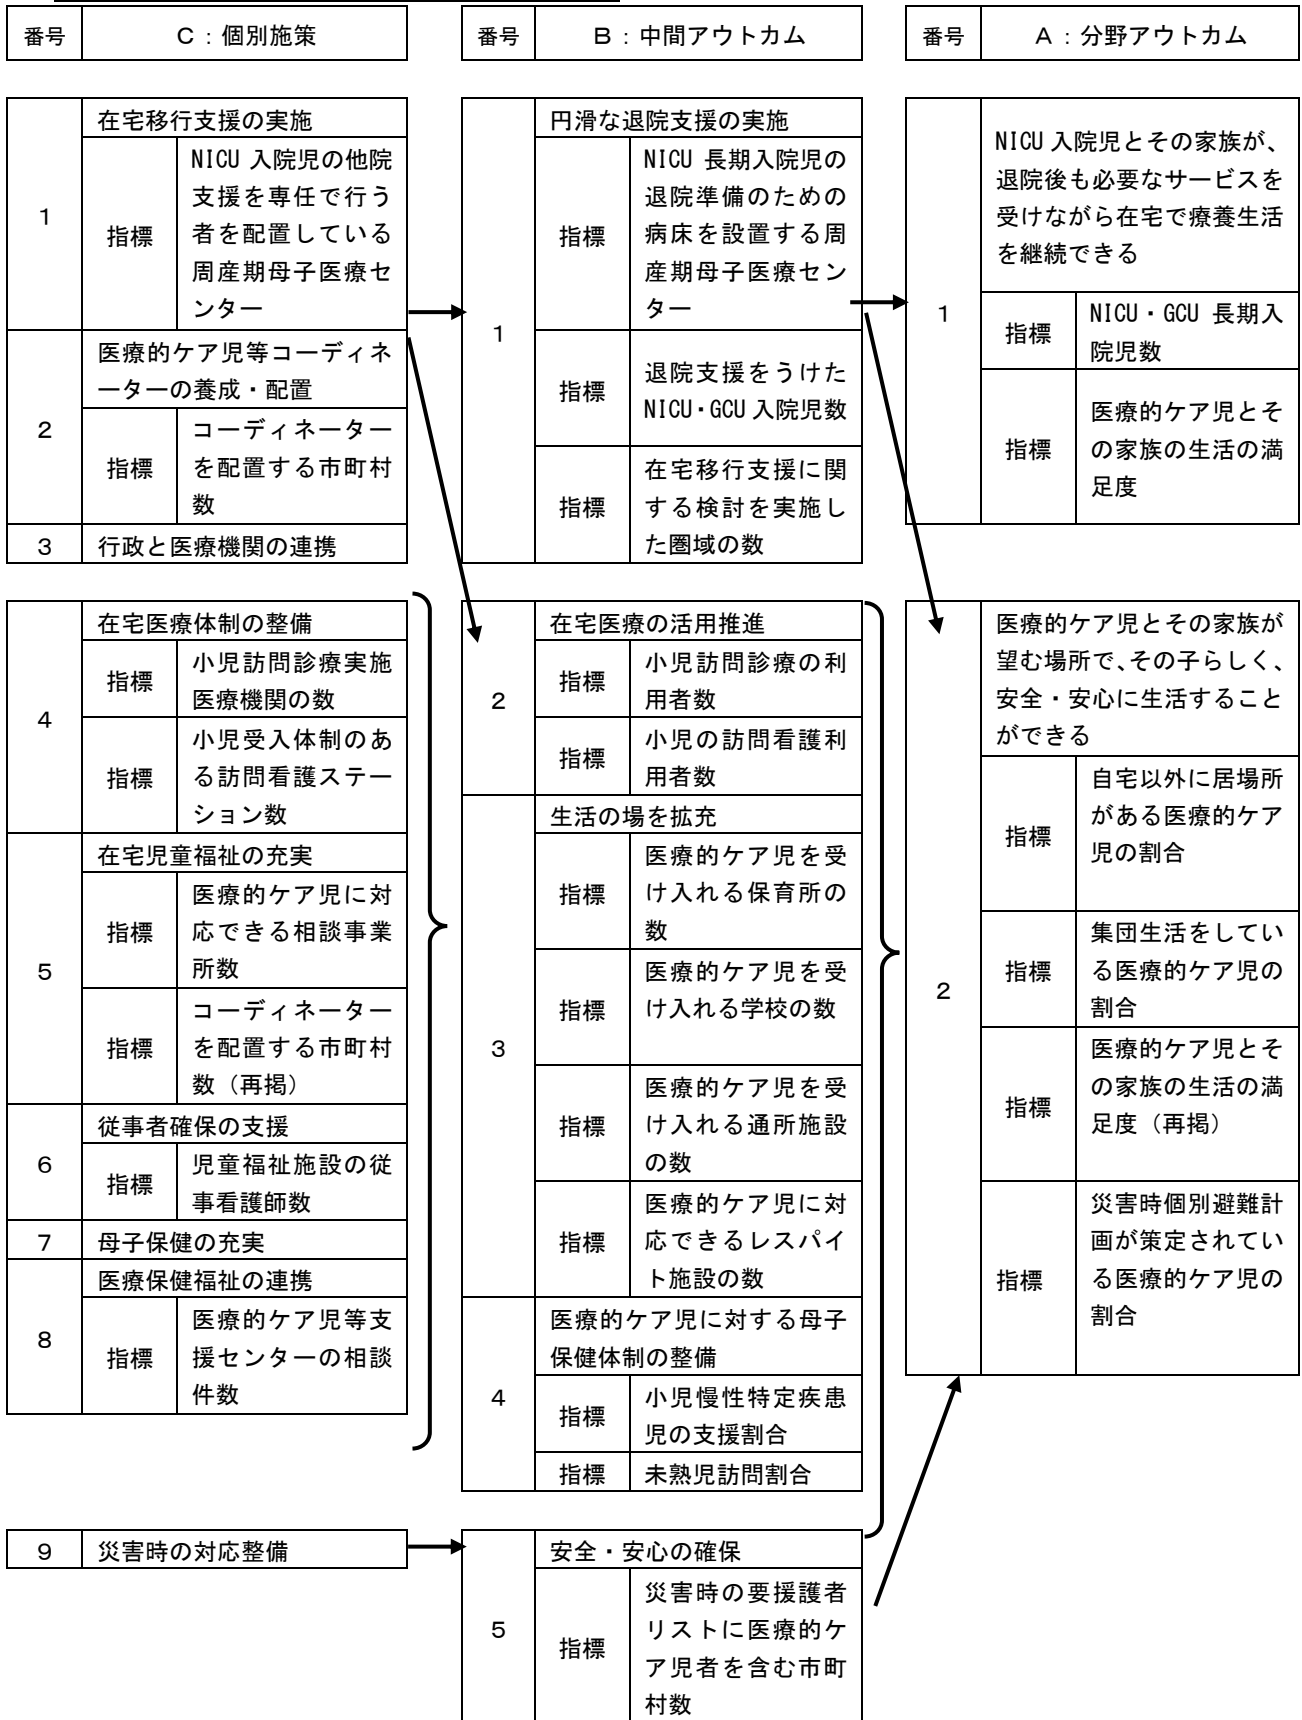 番号
C：個別施策
番号
B：中間アウトカム
番号
A：分野アウトカム
1
在宅移行支援の実施
指標
NICU 入院児の他院
支援を専任で行う
者を配置している
周産期母子医療セ
ンター
2
医療的ケア児等コーディネ
ーターの養成・配置
指標
コーディネーター
を配置する市町村
数
3
行政と医療機関の連携
4
在宅医療体制の整備
指標
小児訪問診療実施
医療機関の数
指標
小児受入体制のあ
る訪問看護ステー
ション数
5
在宅児童福祉の充実
指標
医療的ケア児に対
応できる相談事業
所数
指標
コーディネーター
を配置する市町村
数（再掲）
6
従事者確保の支援
指標
児童福祉施設の従
事看護師数
7
母子保健の充実
8
医療保健福祉の連携
指標
医療的ケア児等支
援センターの相談
件数
9
災害時の対応整備
1
円滑な退院支援の実施
指標
NICU 長期入院児の
退院準備のための
病床を設置する周
産期母子医療セン
ター
指標
退院支援をうけた
NICU・GCU 入院児数
指標
在宅移行支援に関
する検討を実施し
た圏域の数
2
在宅医療の活用推進
指標
小児訪問診療の利
用者数
指標
小児の訪問看護利
用者数
3
生活の場を拡充
指標
医療的ケア児を受
け入れる保育所の
数
指標
医療的ケア児を受
け入れる学校の数
指標
医療的ケア児を受
け入れる通所施設
の数
指標
医療的ケア児に対
応できるレスパイ
ト施設の数
4
医療的ケア児に対する母子
保健体制の整備
指標
小児慢性特定疾患
児の支援割合
指標
未熟児訪問割合
5
安全・安心の確保
指標
災害時の要援護者
リストに医療的ケ
ア児者を含む市町
村数
1
NICU 入院児とその家族が、
退院後も必要なサービスを
受けながら在宅で療養生活
を継続できる
指標
NICU・GCU 長期入
院児数
指標
医療的ケア児とそ
の家族の生活の満
足度
2
医療的ケア児とその家族が
望む場所で、その子らしく、
安全・安心に生活すること
ができる
指標
自宅以外に居場所
がある医療的ケア
児の割合
指標
集団生活をしてい
る医療的ケア児の
割合
指標
医療的ケア児とそ
の家族の生活の満
足度（再掲）
指標
災害時個別避難計
画が策定されてい
る医療的ケア児の
割合